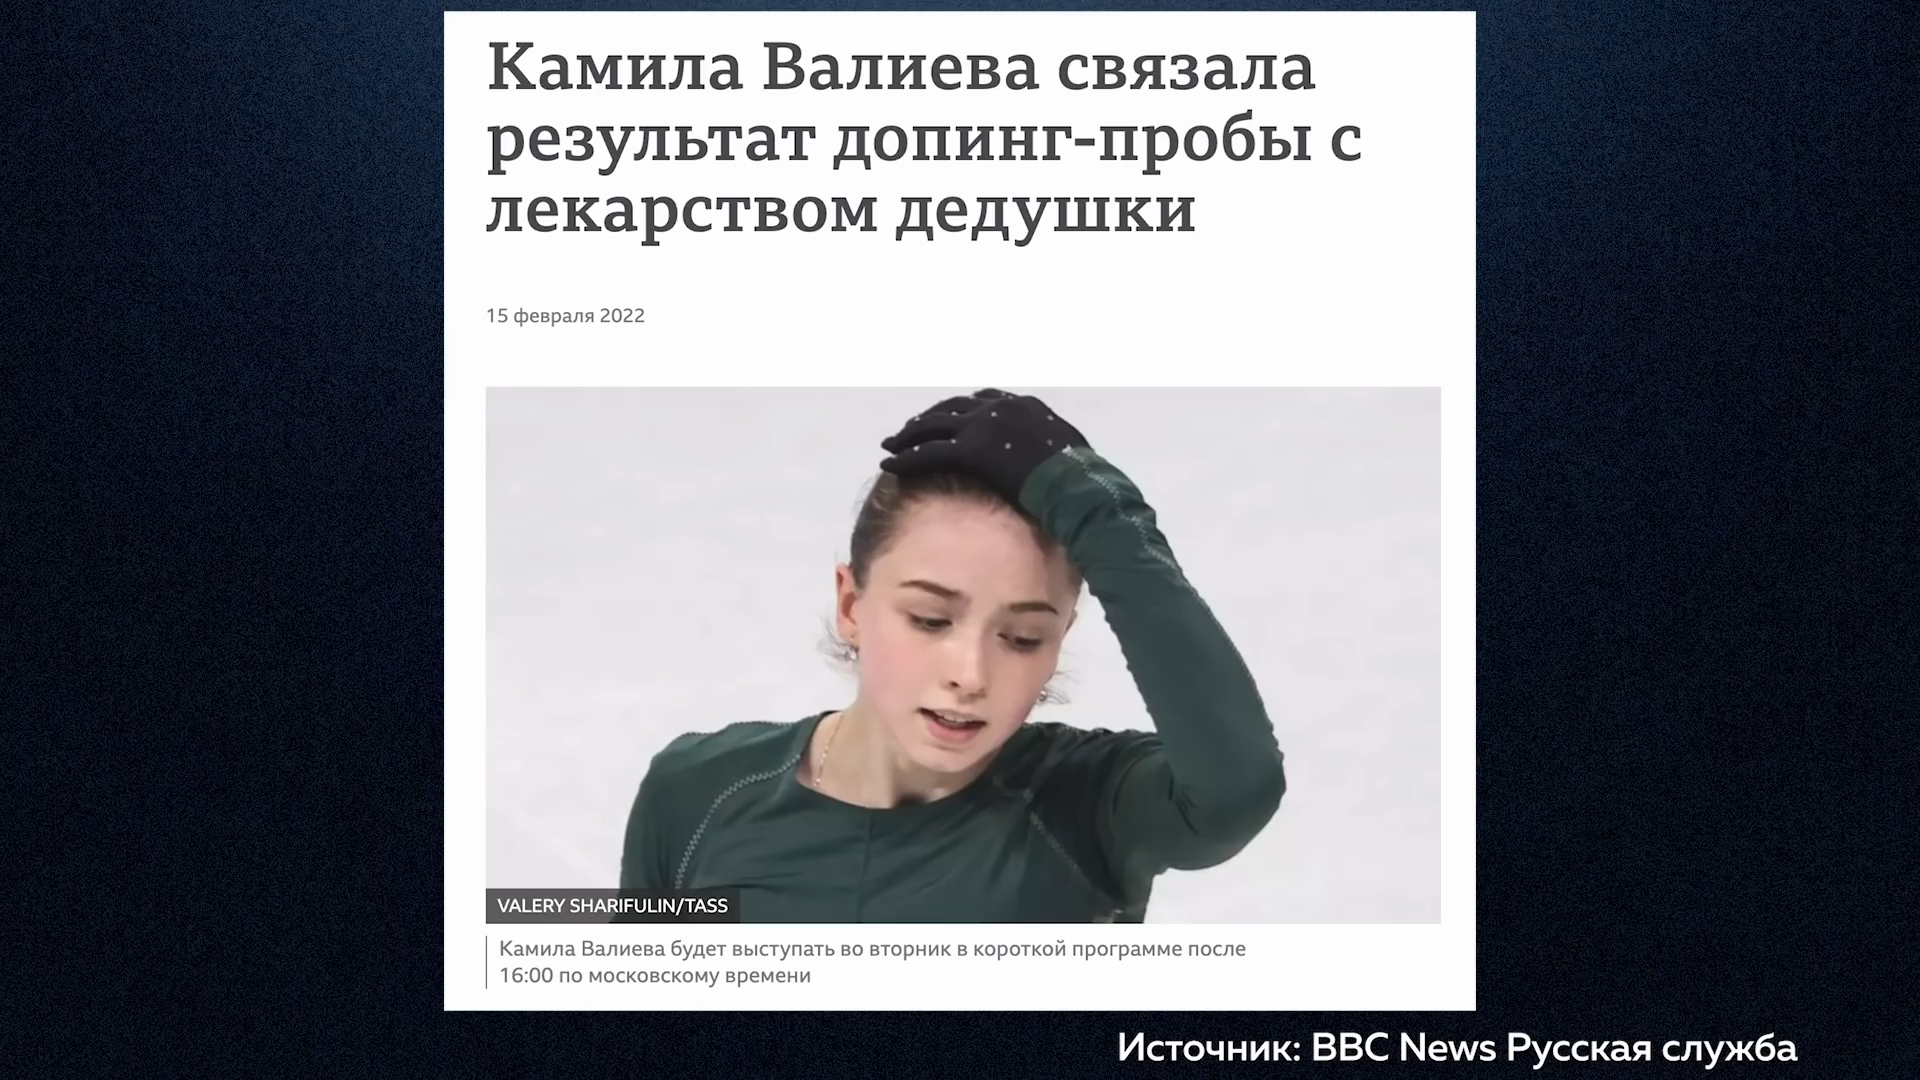 Камила Валиева связала
результат допинг-пробы с
лекарством дедушки
15 февраля 2022
VALERY SHARIFULIN/TASS
Камила Валиева будет выступать во вторник в короткой программе после
16:00 по московскому времени
Источник: BBC News Русская служба